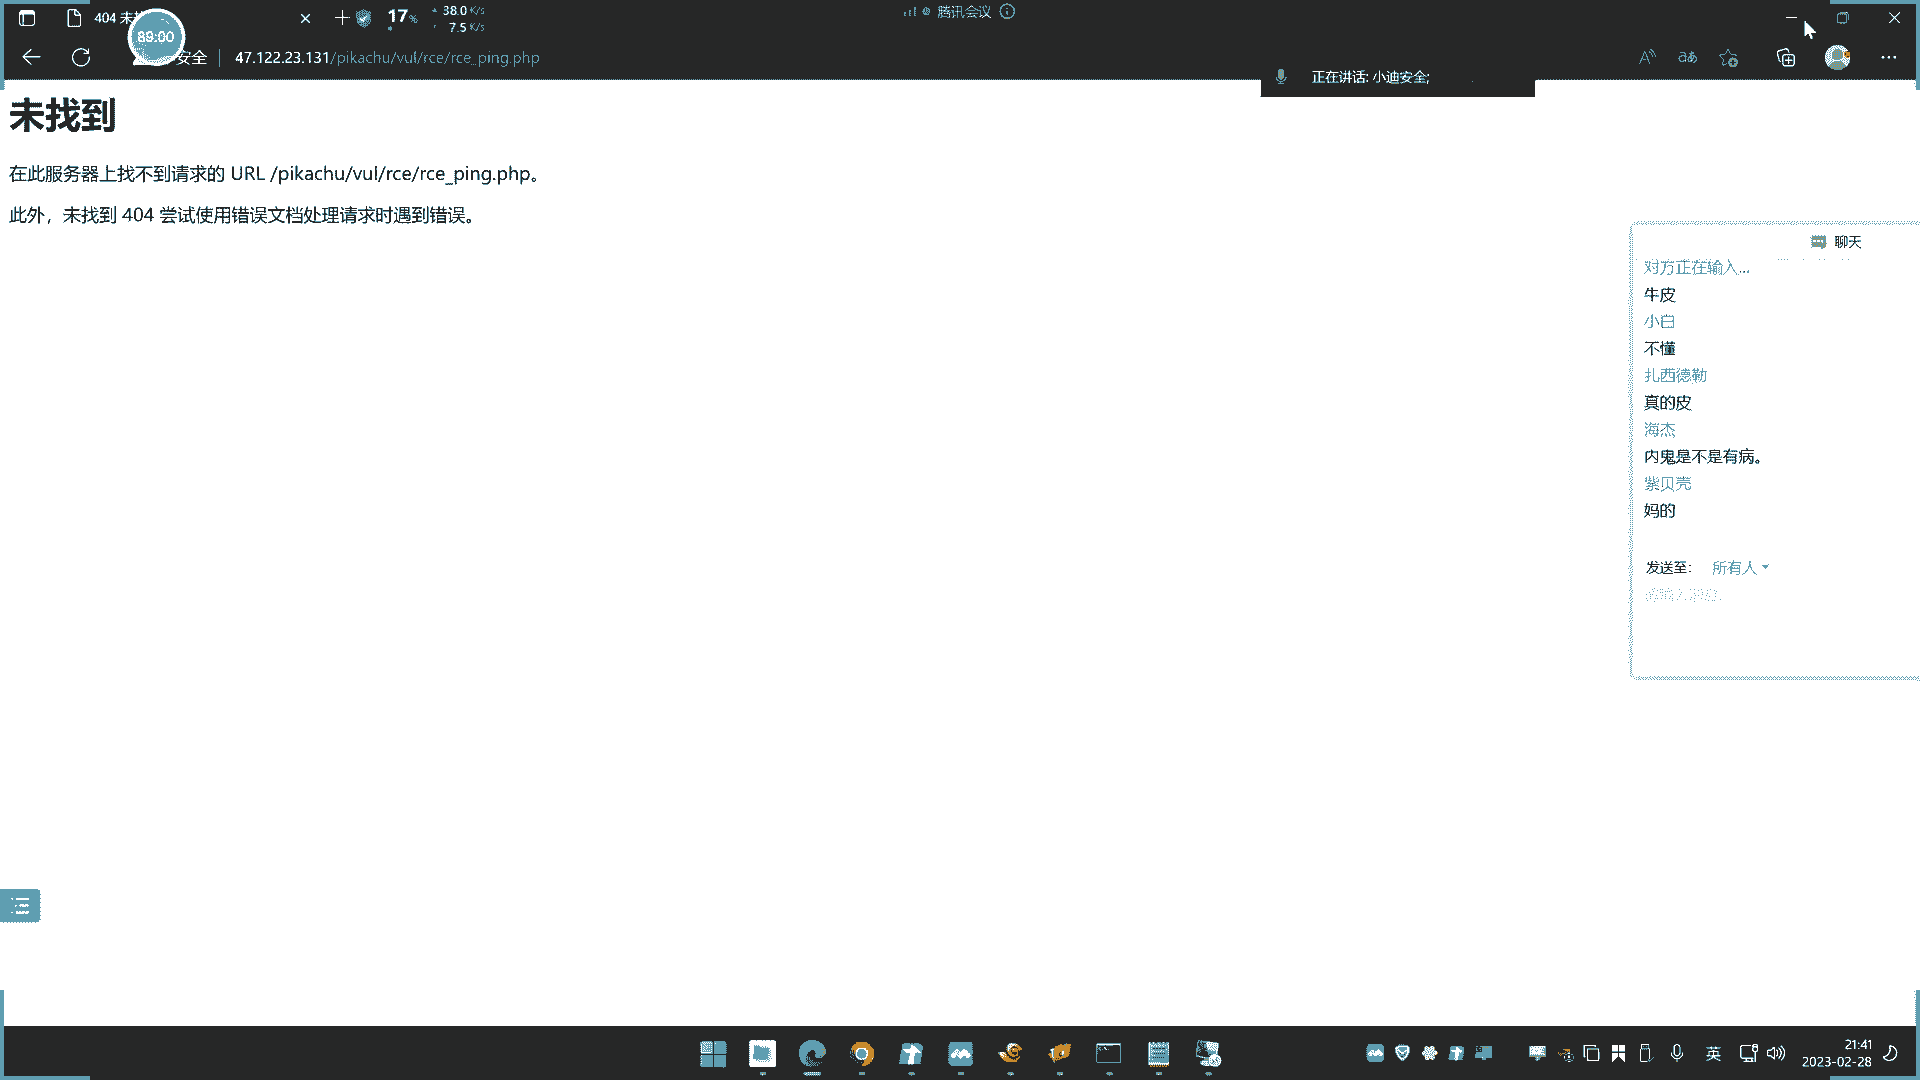 404 未
17%
38.0 K/s
7.5 K/s
腾讯会议
89:00
安全
47.122.23.131/pikachu/vul/rce/rce_ping.php
正在讲话: 小迪安全;
未找到
在此服务器上找不到请求的 URL /pikachu/vul/rce/rce_ping.php。
此外，未找到 404 尝试使用错误文档处理请求时遇到错误。
聊天
对方正在输入...
牛皮
小白
不懂
扎西德勒
真的皮
海杰
内鬼是不是有病。
紫贝壳
妈的
发送至:
所有人
英
21:41
2023-02-28